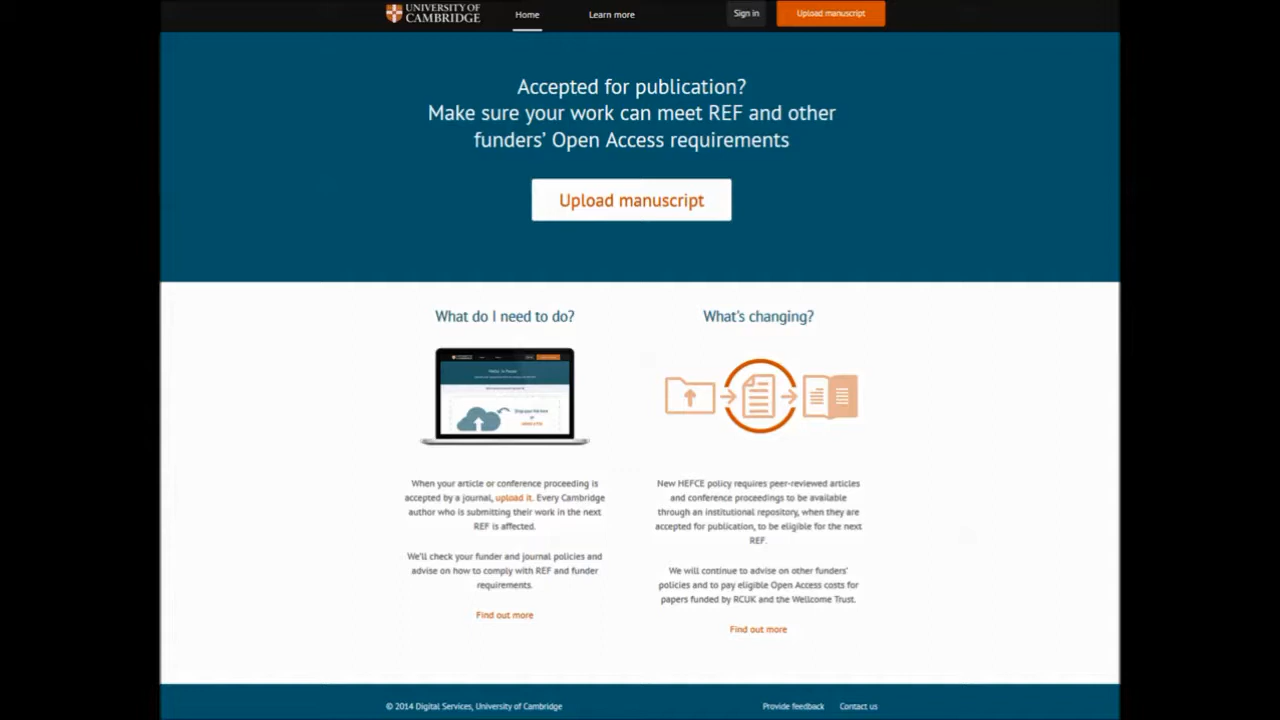 UNIVERSITY OF
CAMBRIDGE
Home
Learn more
Sign in
Upload manuscript
Accepted for publication?
Make sure your work can meet REF and other
funders' Open Access requirements
Upload manuscript
What do I need to do?
When your article or conference proceeding is
accepted by a journal, upload it. Every Cambridge
author who is submitting their work in the next
REF is affected.
We'll check your funder and journal policies and
advise on how to comply with REF and funder
requirements.
Find out more
What's changing?
New HEFCE policy requires peer-reviewed articles
and conference proceedings to be available
through an institutional repository, when they are
accepted for publication, to be eligible for the next
REF.
We will continue to advise on other funders'
policies and to pay eligible Open Access costs for
papers funded by RCUK and the Wellcome Trust.
Find out more
© 2014 Digital Services, University of Cambridge
Provide feedback
Contact us